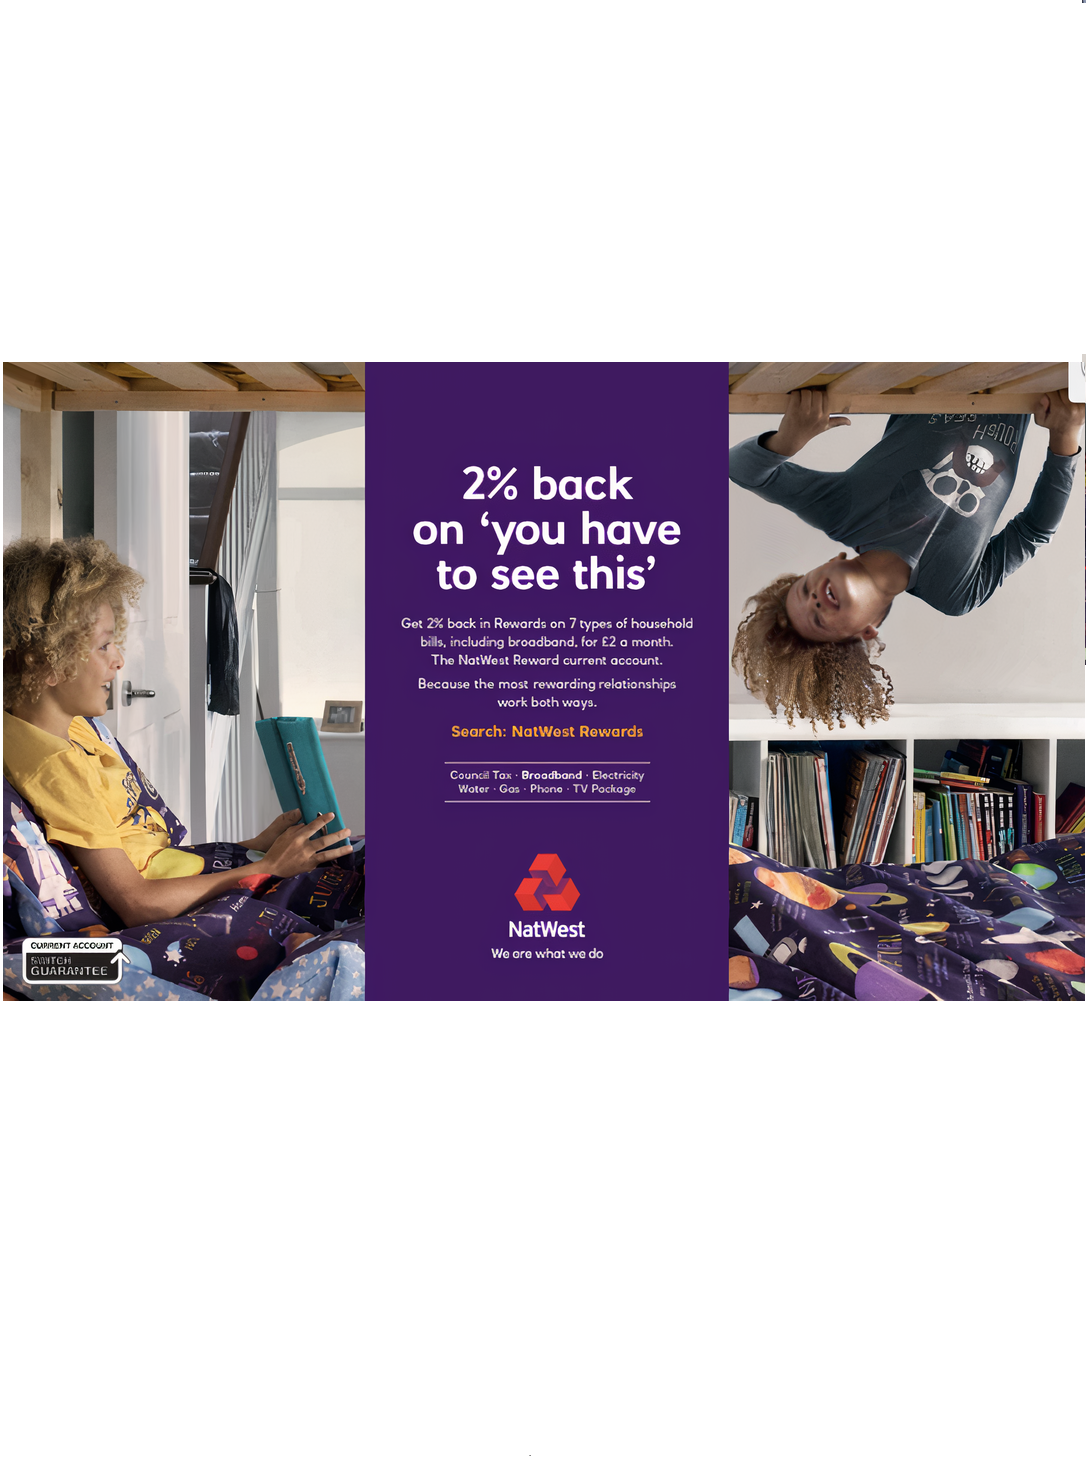 2% back
on ‘you have
to see this’
Get 2% back in Rewards on 7 types of household
bills, including broadband, for £2 a month.
The NatWest Reward current account.
Because the most rewarding relationships
work both ways.
Search: NatWest Rewards
Council Tax · Broadband · Electricity
Water · Gas · Phone · TV Package
NatWest
We are what we do
CURRENT ACCOUNT
SWITCH
GUARANTEE
ROUGH
SEAS